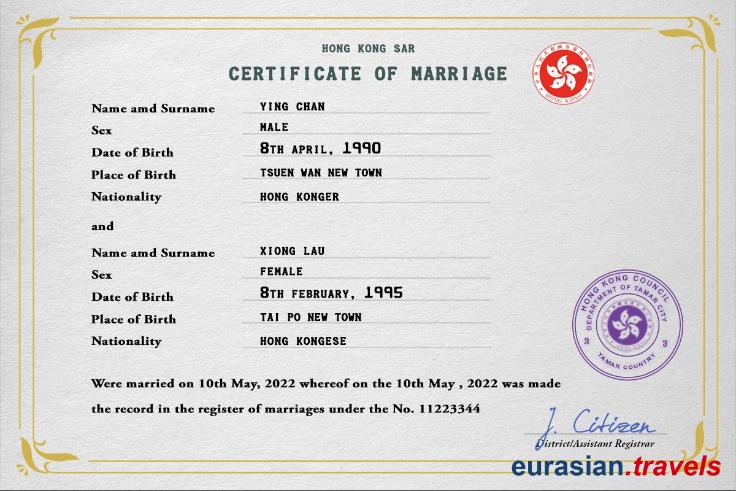 HONG KONG SAR
CERTIFICATE OF MARRIAGE
Name amd Surname YING CHAN
Sex MALE
Date of Birth 8TH APRIL, 1990
Place of Birth TSUEN WAN NEW TOWN
Nationality HONG KONGER
and
Name amd Surname XIONG LAU
Sex FEMALE
Date of Birth 8TH FEBRUARY, 1995
Place of Birth TAI PO NEW TOWN
Nationality HONG KONGESE
Were married on 10th May, 2022 whereof on the 10th May , 2022 was made
the record in the register of marriages under the No. 11223344
HONG KONG
HONG KONG COUNCIL
DEPARTMENT OF TAMAR CITY
3 3
TAMAR COUNTRY
J. Citizen
District/Assistant Registrar
eurasian.travels